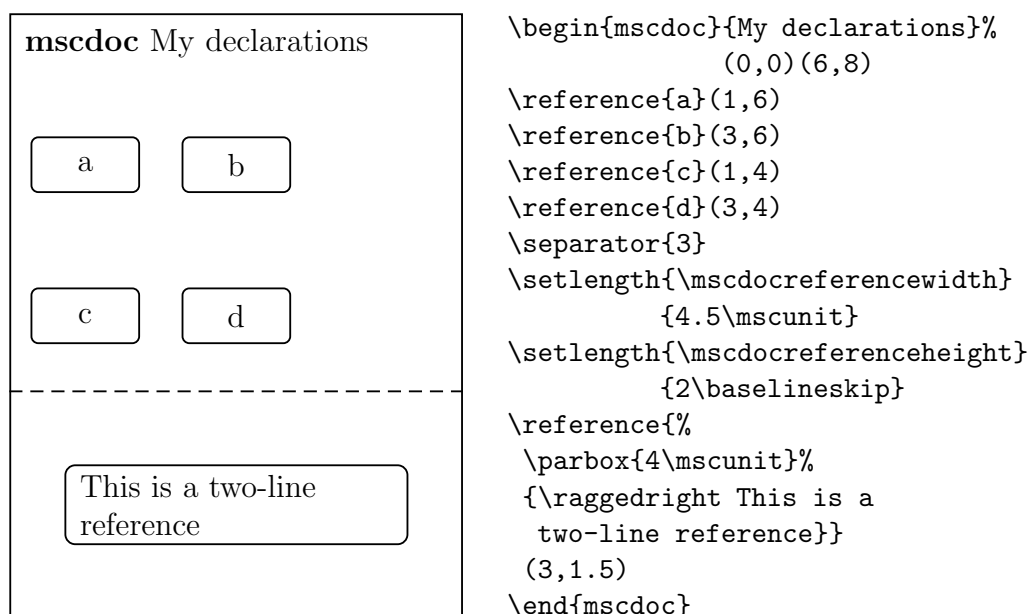 mscdoc My declarations
a
b
c
d
This is a two-line
reference
\begin{mscdoc}{My declarations}%
(0,0)(6,8)
\reference{a}(1,6)
\reference{b}(3,6)
\reference{c}(1,4)
\reference{d}(3,4)
\separator{3}
\setlength{\mscdocreferencewidth}
{4.5\mscunit}
\setlength{\mscdocreferenceheight}
{2\baselineskip}
\reference{%
\parbox{4\mscunit}%
{\raggedright This is a
two-line reference}}
(3,1.5)
\end{mscdoc}